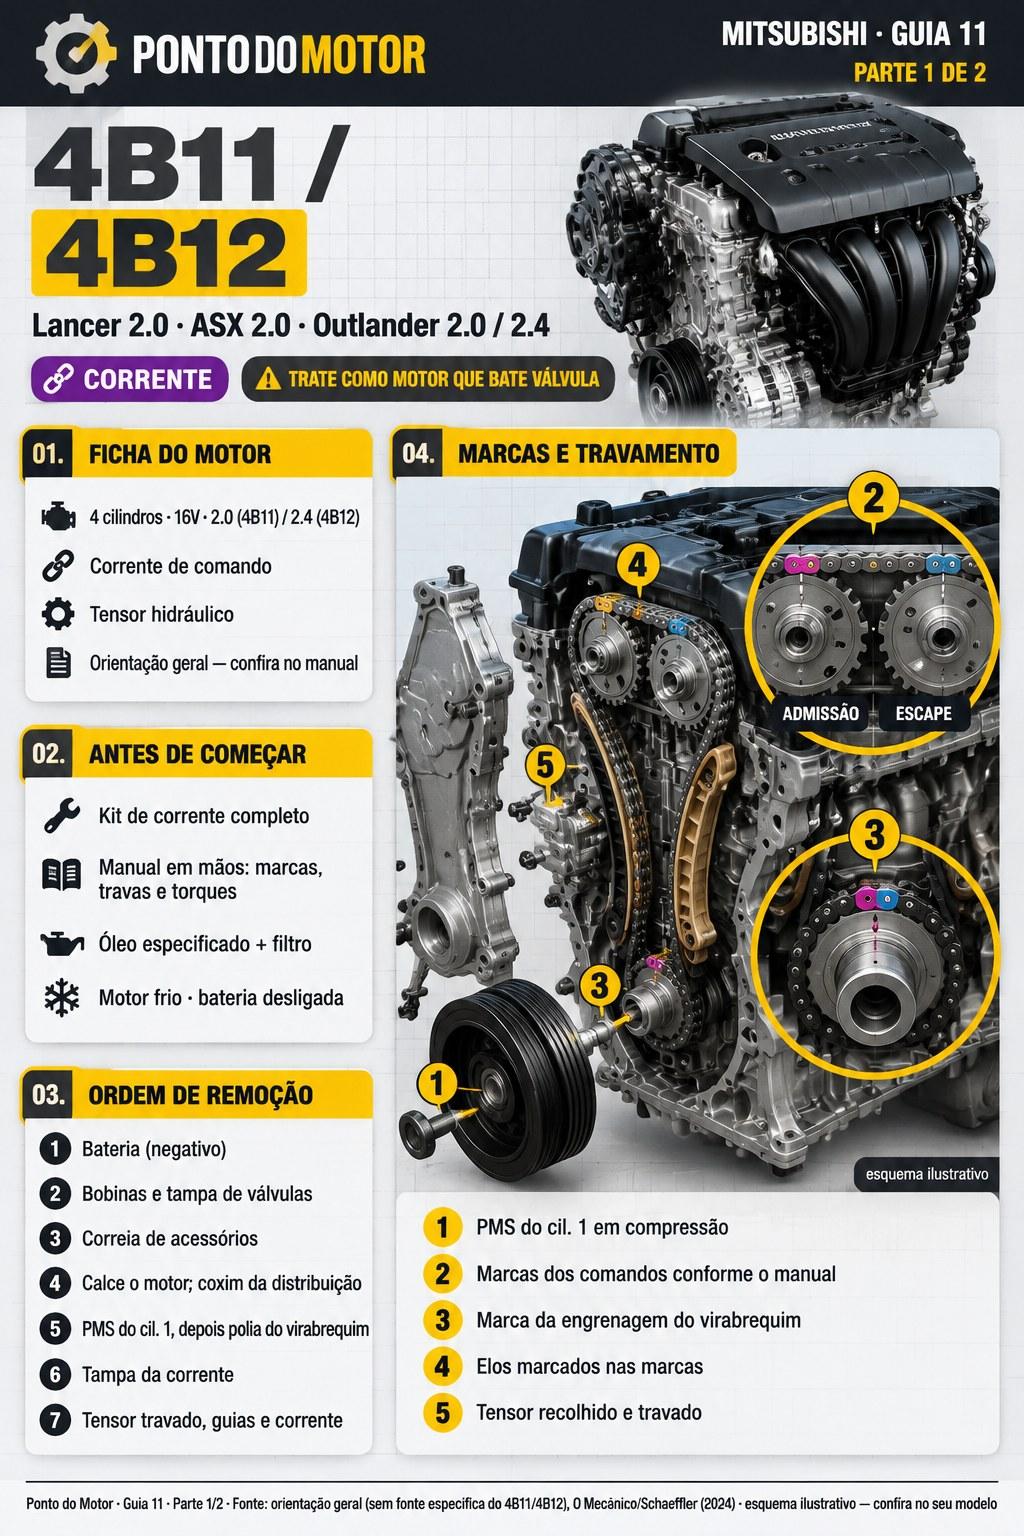 PONTO DO MOTOR
MITSUBISHI · GUIA 11
PARTE 1 DE 2
4B11 /
4B12
Lancer 2.0 · ASX 2.0 · Outlander 2.0 / 2.4
CORRENTE
TRATE COMO MOTOR QUE BATE VÁLVULA
01. FICHA DO MOTOR
4 cilindros · 16V · 2.0 (4B11) / 2.4 (4B12)
Corrente de comando
Tensor hidráulico
Orientação geral — confira no manual
02. ANTES DE COMEÇAR
Kit de corrente completo
Manual em mãos: marcas,
travas e torques
Óleo especificado + filtro
Motor frio · bateria desligada
03. ORDEM DE REMOÇÃO
1 Bateria (negativo)
2 Bobinas e tampa de válvulas
3 Correia de acessórios
4 Calce o motor; coxim da distribuição
5 PMS do cil. 1, depois polia do virabrequim
6 Tampa da corrente
7 Tensor travado, guias e corrente
04. MARCAS E TRAVAMENTO
2
4
ADMISSÃO
ESCAPE
5
3
3
1
esquema ilustrativo
1 PMS do cil. 1 em compressão
2 Marcas dos comandos conforme o manual
3 Marca da engrenagem do virabrequim
4 Elos marcados nas marcas
5 Tensor recolhido e travado
Ponto do Motor · Guia 11 · Parte 1/2 · Fonte: orientação geral (sem fonte especifica do 4B11/4B12), O Mecânico/Schaeffler (2024) · esquema ilustrativo — confira no seu modelo